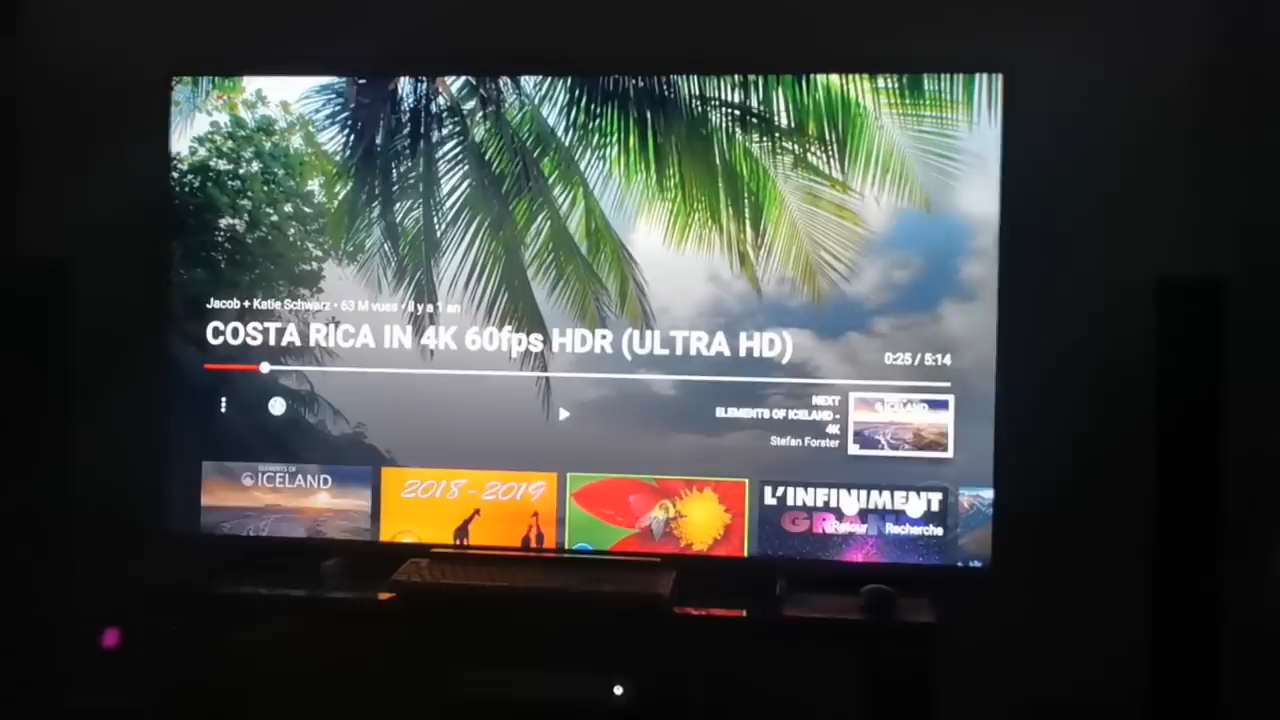 Jacob + Katie Schwarz • 63 M vues • il y a 1 an
COSTA RICA IN 4K 60fps HDR (ULTRA HD)
0:25 / 5:14
NEXT
ELEMENTS OF ICELAND -
4K
Stefan Forster
ICELAND
ELEMENTS OF
ICELAND
2018-2019
L'INFINIMENT
GRAND
Retour
Recherche